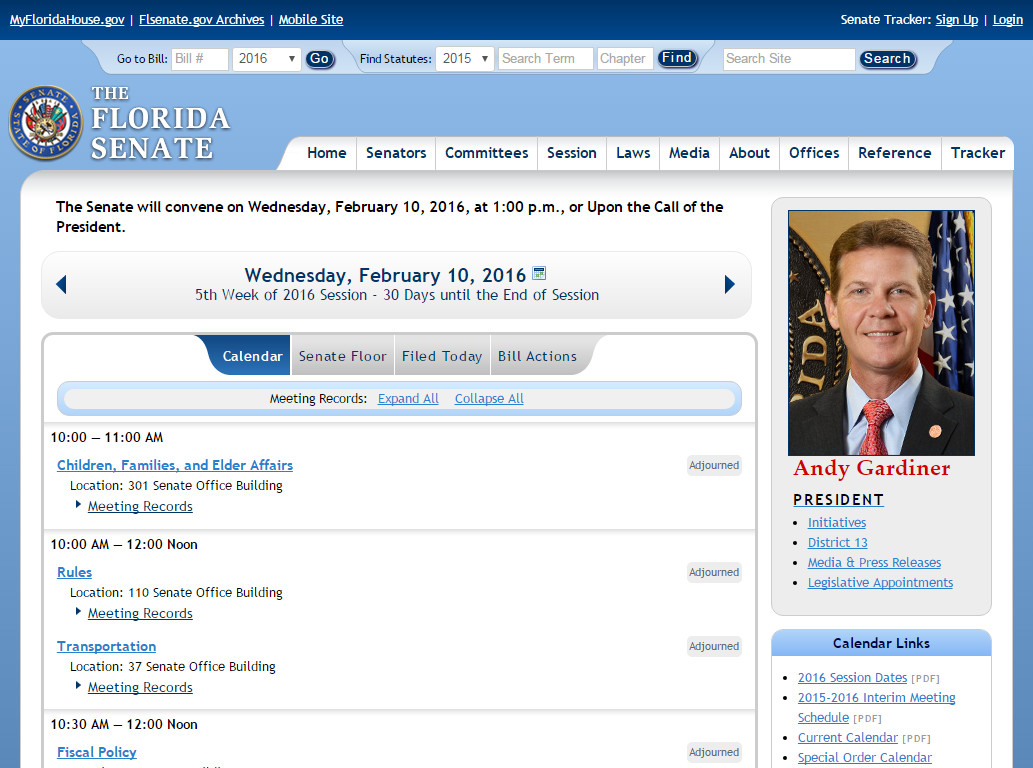 MyFloridaHouse.gov | Flsenate.gov Archives | Mobile Site
Senate Tracker: Sign Up | Login
Go to Bill: Bill # 2016 Go Find Statutes: 2015 Search Term Chapter Find Search Site Search
THE
FLORIDA
SENATE
SENATE
STATE OF FLORIDA
Home Senators Committees Session Laws Media About Offices Reference Tracker
The Senate will convene on Wednesday, February 10, 2016, at 1:00 p.m., or Upon the Call of the
President.
Wednesday, February 10, 2016
5th Week of 2016 Session - 30 Days until the End of Session
Calendar Senate Floor Filed Today Bill Actions
Meeting Records: Expand All Collapse All
10:00 — 11:00 AM
Children, Families, and Elder Affairs Adjourned
Location: 301 Senate Office Building
Meeting Records
10:00 AM — 12:00 Noon
Rules Adjourned
Location: 110 Senate Office Building
Meeting Records
Transportation Adjourned
Location: 37 Senate Office Building
Meeting Records
10:30 AM — 12:00 Noon
Fiscal Policy Adjourned
IDA
Andy Gardiner
PRESIDENT
Initiatives
District 13
Media & Press Releases
Legislative Appointments
Calendar Links
2016 Session Dates [PDF]
2015-2016 Interim Meeting
Schedule [PDF]
Current Calendar [PDF]
Special Order Calendar